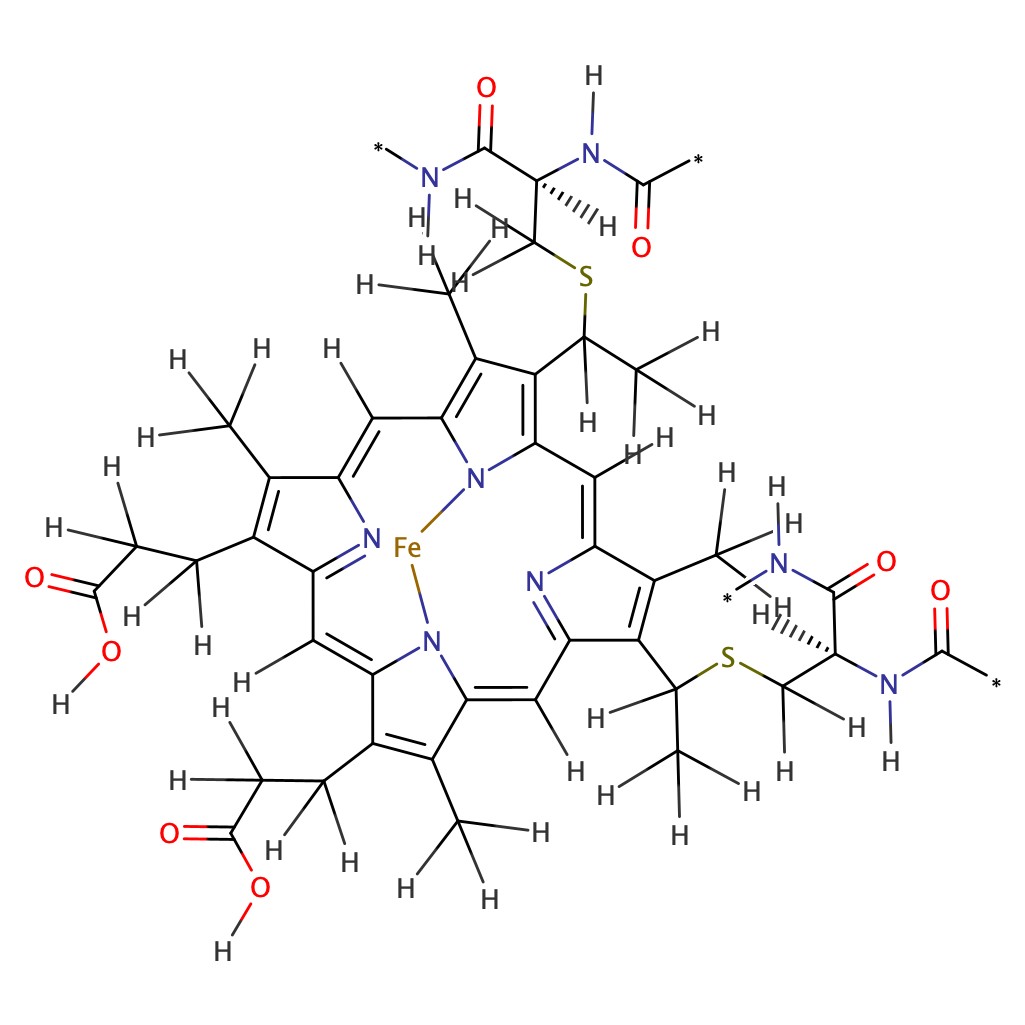 H
O
* N * 
H N
H H H
H O
H H S
H
H H H H
H H
H H N H
H H H
H N Fe H O
O N * H H O
H O H N S N *
H H H H
H H H H
H H H H
O H H H
O H H
H